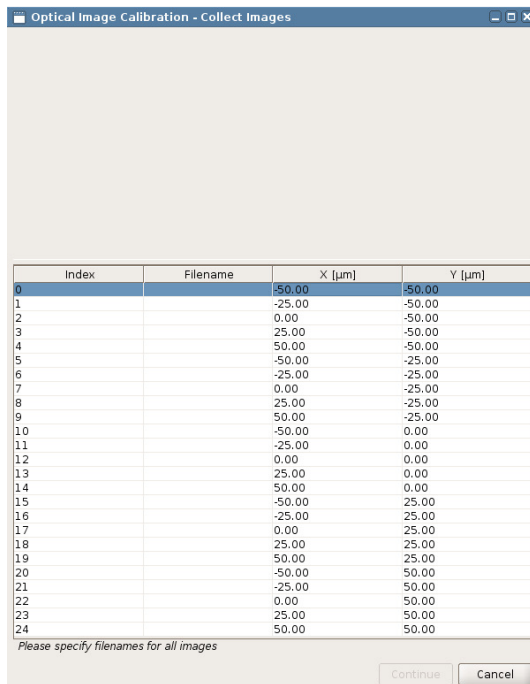 Optical Image Calibration - Collect Images
Index Filename X [µm] Y [µm]
0 -50.00 -50.00
1 -25.00 -50.00
2 0.00 -50.00
3 25.00 -50.00
4 50.00 -50.00
5 -50.00 -25.00
6 -25.00 -25.00
7 0.00 -25.00
8 25.00 -25.00
9 50.00 -25.00
10 -50.00 0.00
11 -25.00 0.00
12 0.00 0.00
13 25.00 0.00
14 50.00 0.00
15 -50.00 25.00
16 -25.00 25.00
17 0.00 25.00
18 25.00 25.00
19 50.00 25.00
20 -50.00 50.00
21 -25.00 50.00
22 0.00 50.00
23 25.00 50.00
24 50.00 50.00
Please specify filenames for all images
Continue Cancel